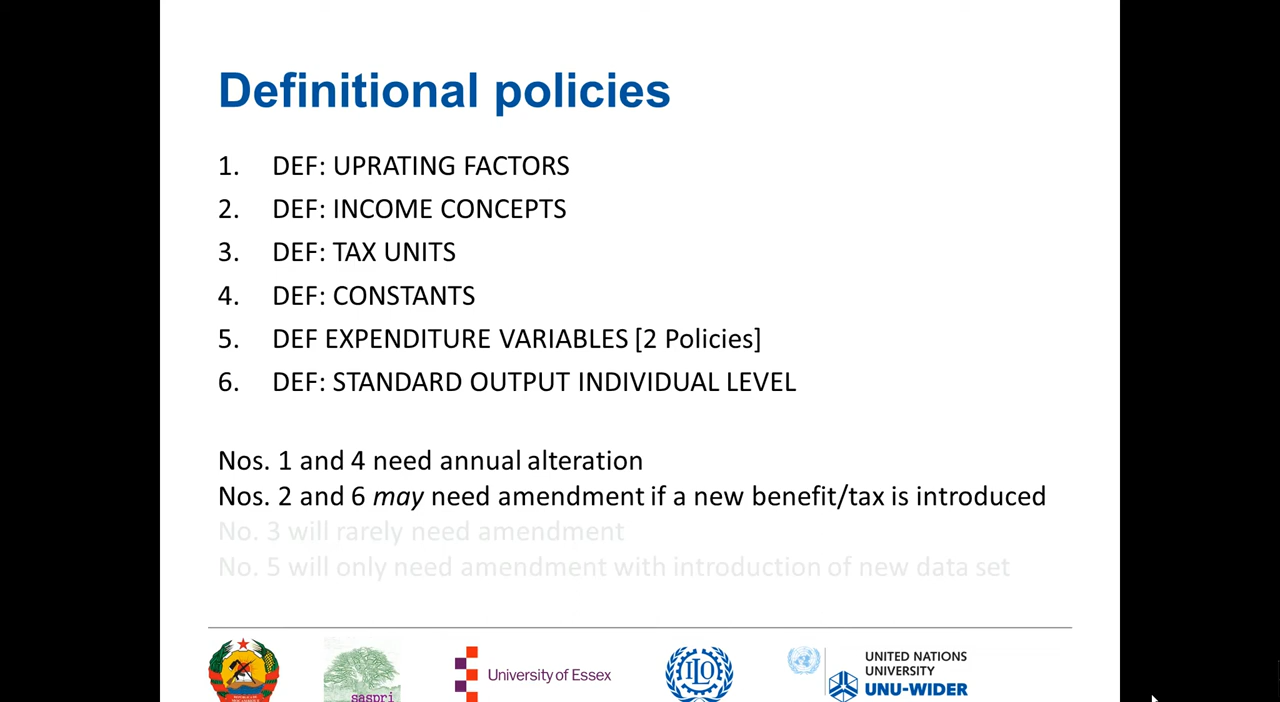 Definitional policies
1. DEF: UPRATING FACTORS
2. DEF: INCOME CONCEPTS
3. DEF: TAX UNITS
4. DEF: CONSTANTS
5. DEF EXPENDITURE VARIABLES [2 Policies]
6. DEF: STANDARD OUTPUT INDIVIDUAL LEVEL
Nos. 1 and 4 need annual alteration
Nos. 2 and 6 may need amendment if a new benefit/tax is introduced
No. 3 will rarely need amendment
No. 5 will only need amendment with introduction of new data set
saspri
University of Essex
ILO
UNITED NATIONS
UNIVERSITY
UNU-WIDER